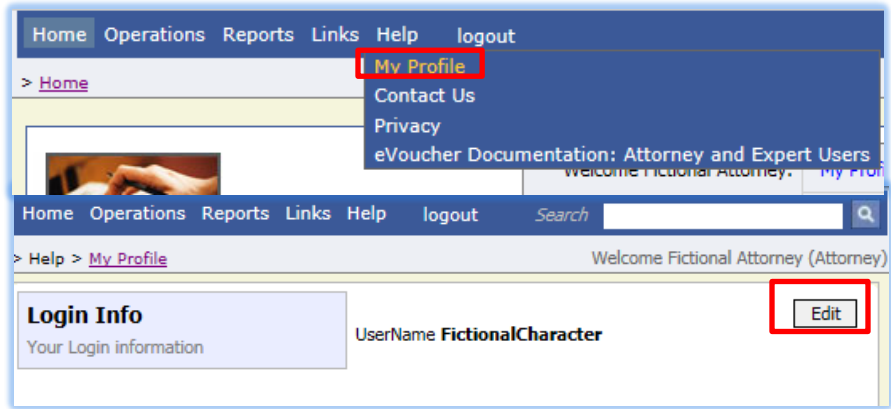 Home Operations Reports Links Help logout
My Profile
> Home
Contact Us
Privacy
eVoucher Documentation: Attorney and Expert Users
Welcome Fictional Attorney: My Profi
Home Operations Reports Links Help logout Search
> Help > My Profile Welcome Fictional Attorney (Attorney)
Login Info
Edit
Your Login information
UserName FictionalCharacter